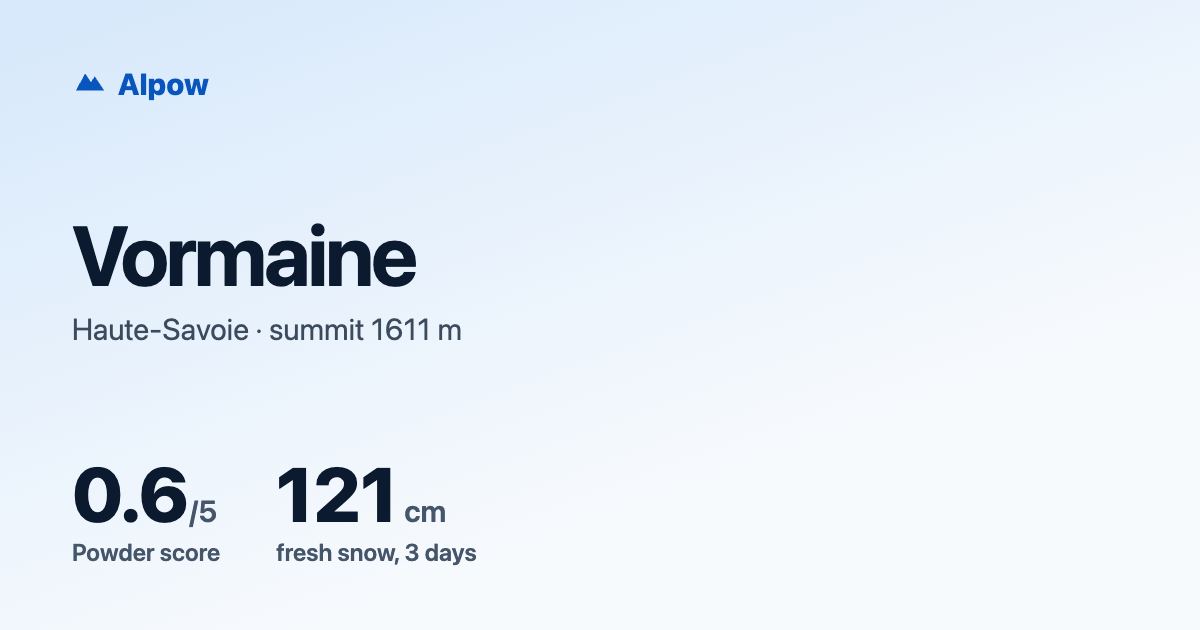 Alpow
Vormaine
Haute-Savoie · summit 1611 m
0.6/5 121 cm
Powder score fresh snow, 3 days